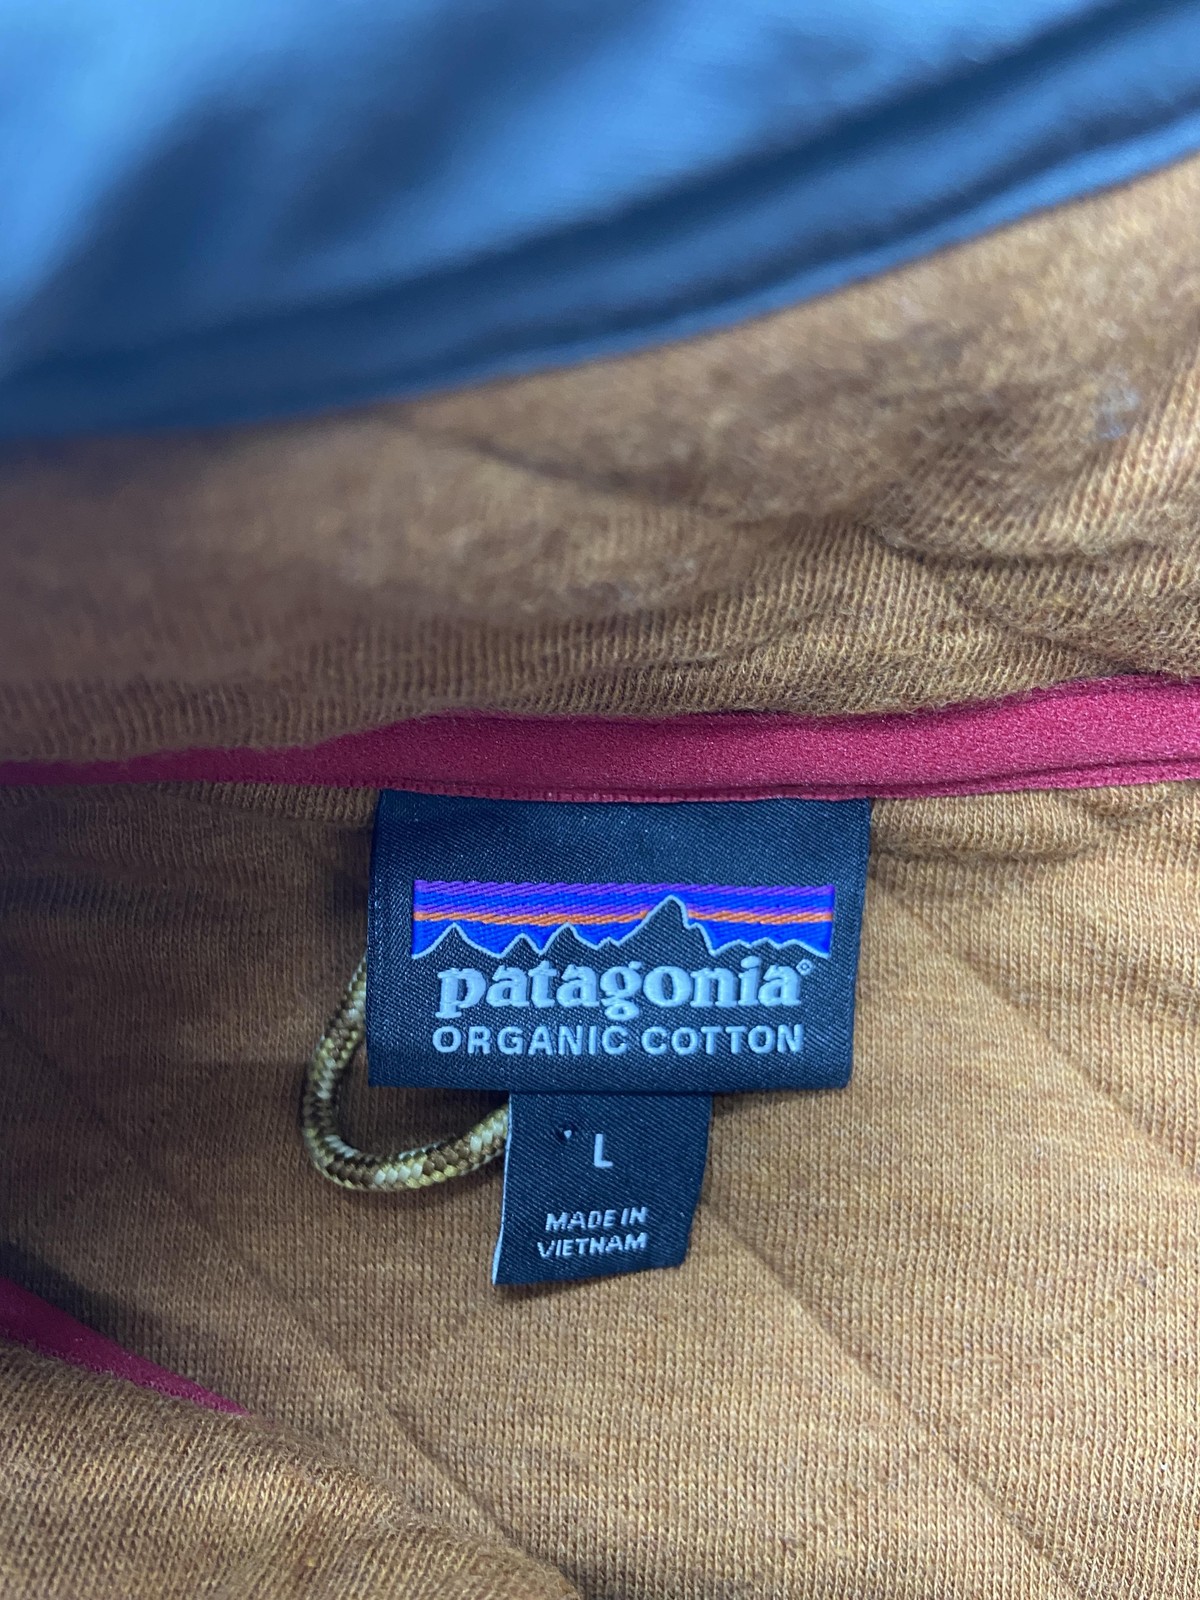 patagonia®
ORGANIC COTTON
L
MADE IN
VIETNAM